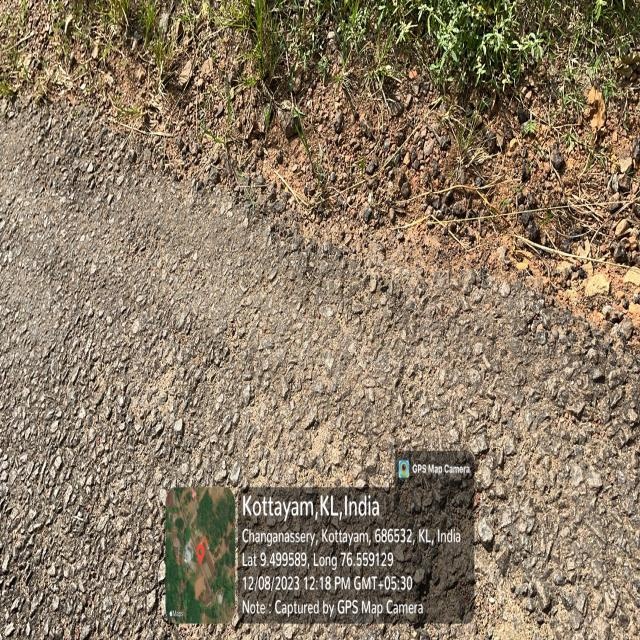 GPS Map Camera
Kottayam,KL,India
Changanassery, Kottayam, 686532, KL, India
Lat 9.499589, Long 76.559129
12/08/2023 12:18 PM GMT+05:30
Note : Captured by GPS Map Camera
Maps